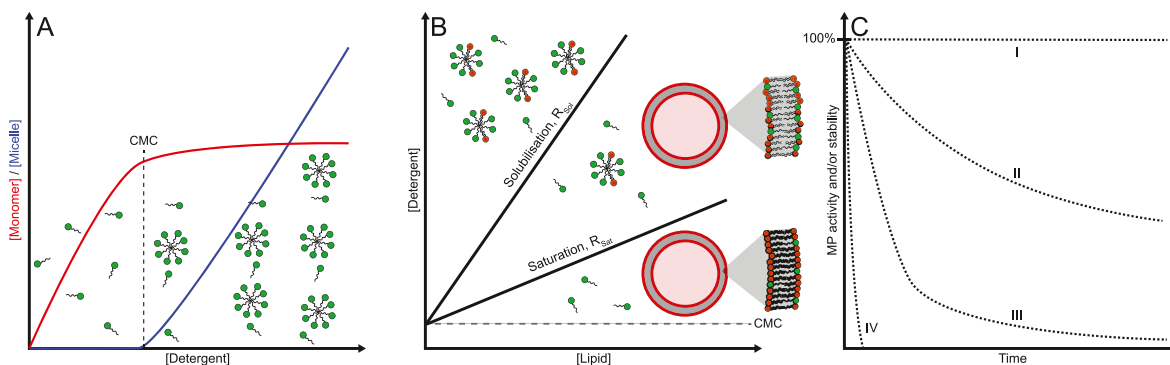 A
[Monomer] / [Micelle]
CMC
[Detergent]
B
[Detergent]
Solubilisation, R_Sol
Saturation, R_Sat
CMC
[Lipid]
C
MP activity and/or stability
100%
I
II
III
IV
Time